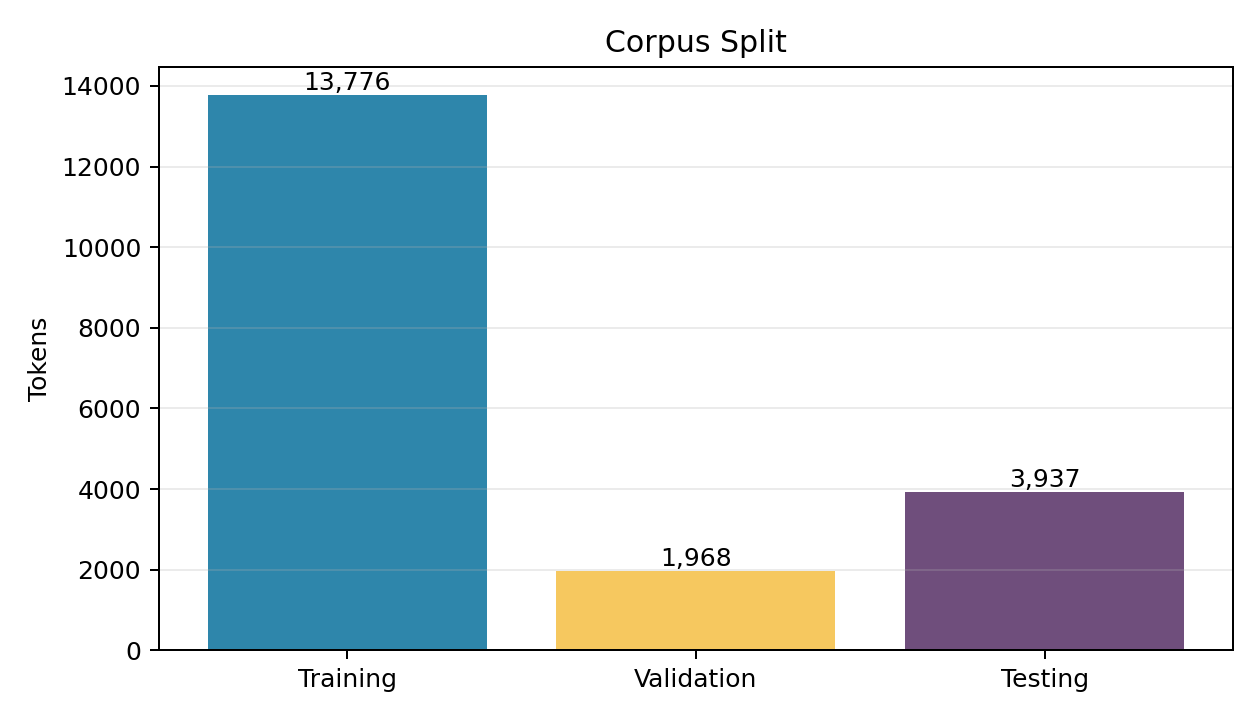 Corpus Split
Tokens
14000
12000
10000
8000
6000
4000
2000
0
13,776
1,968
3,937
Training
Validation
Testing